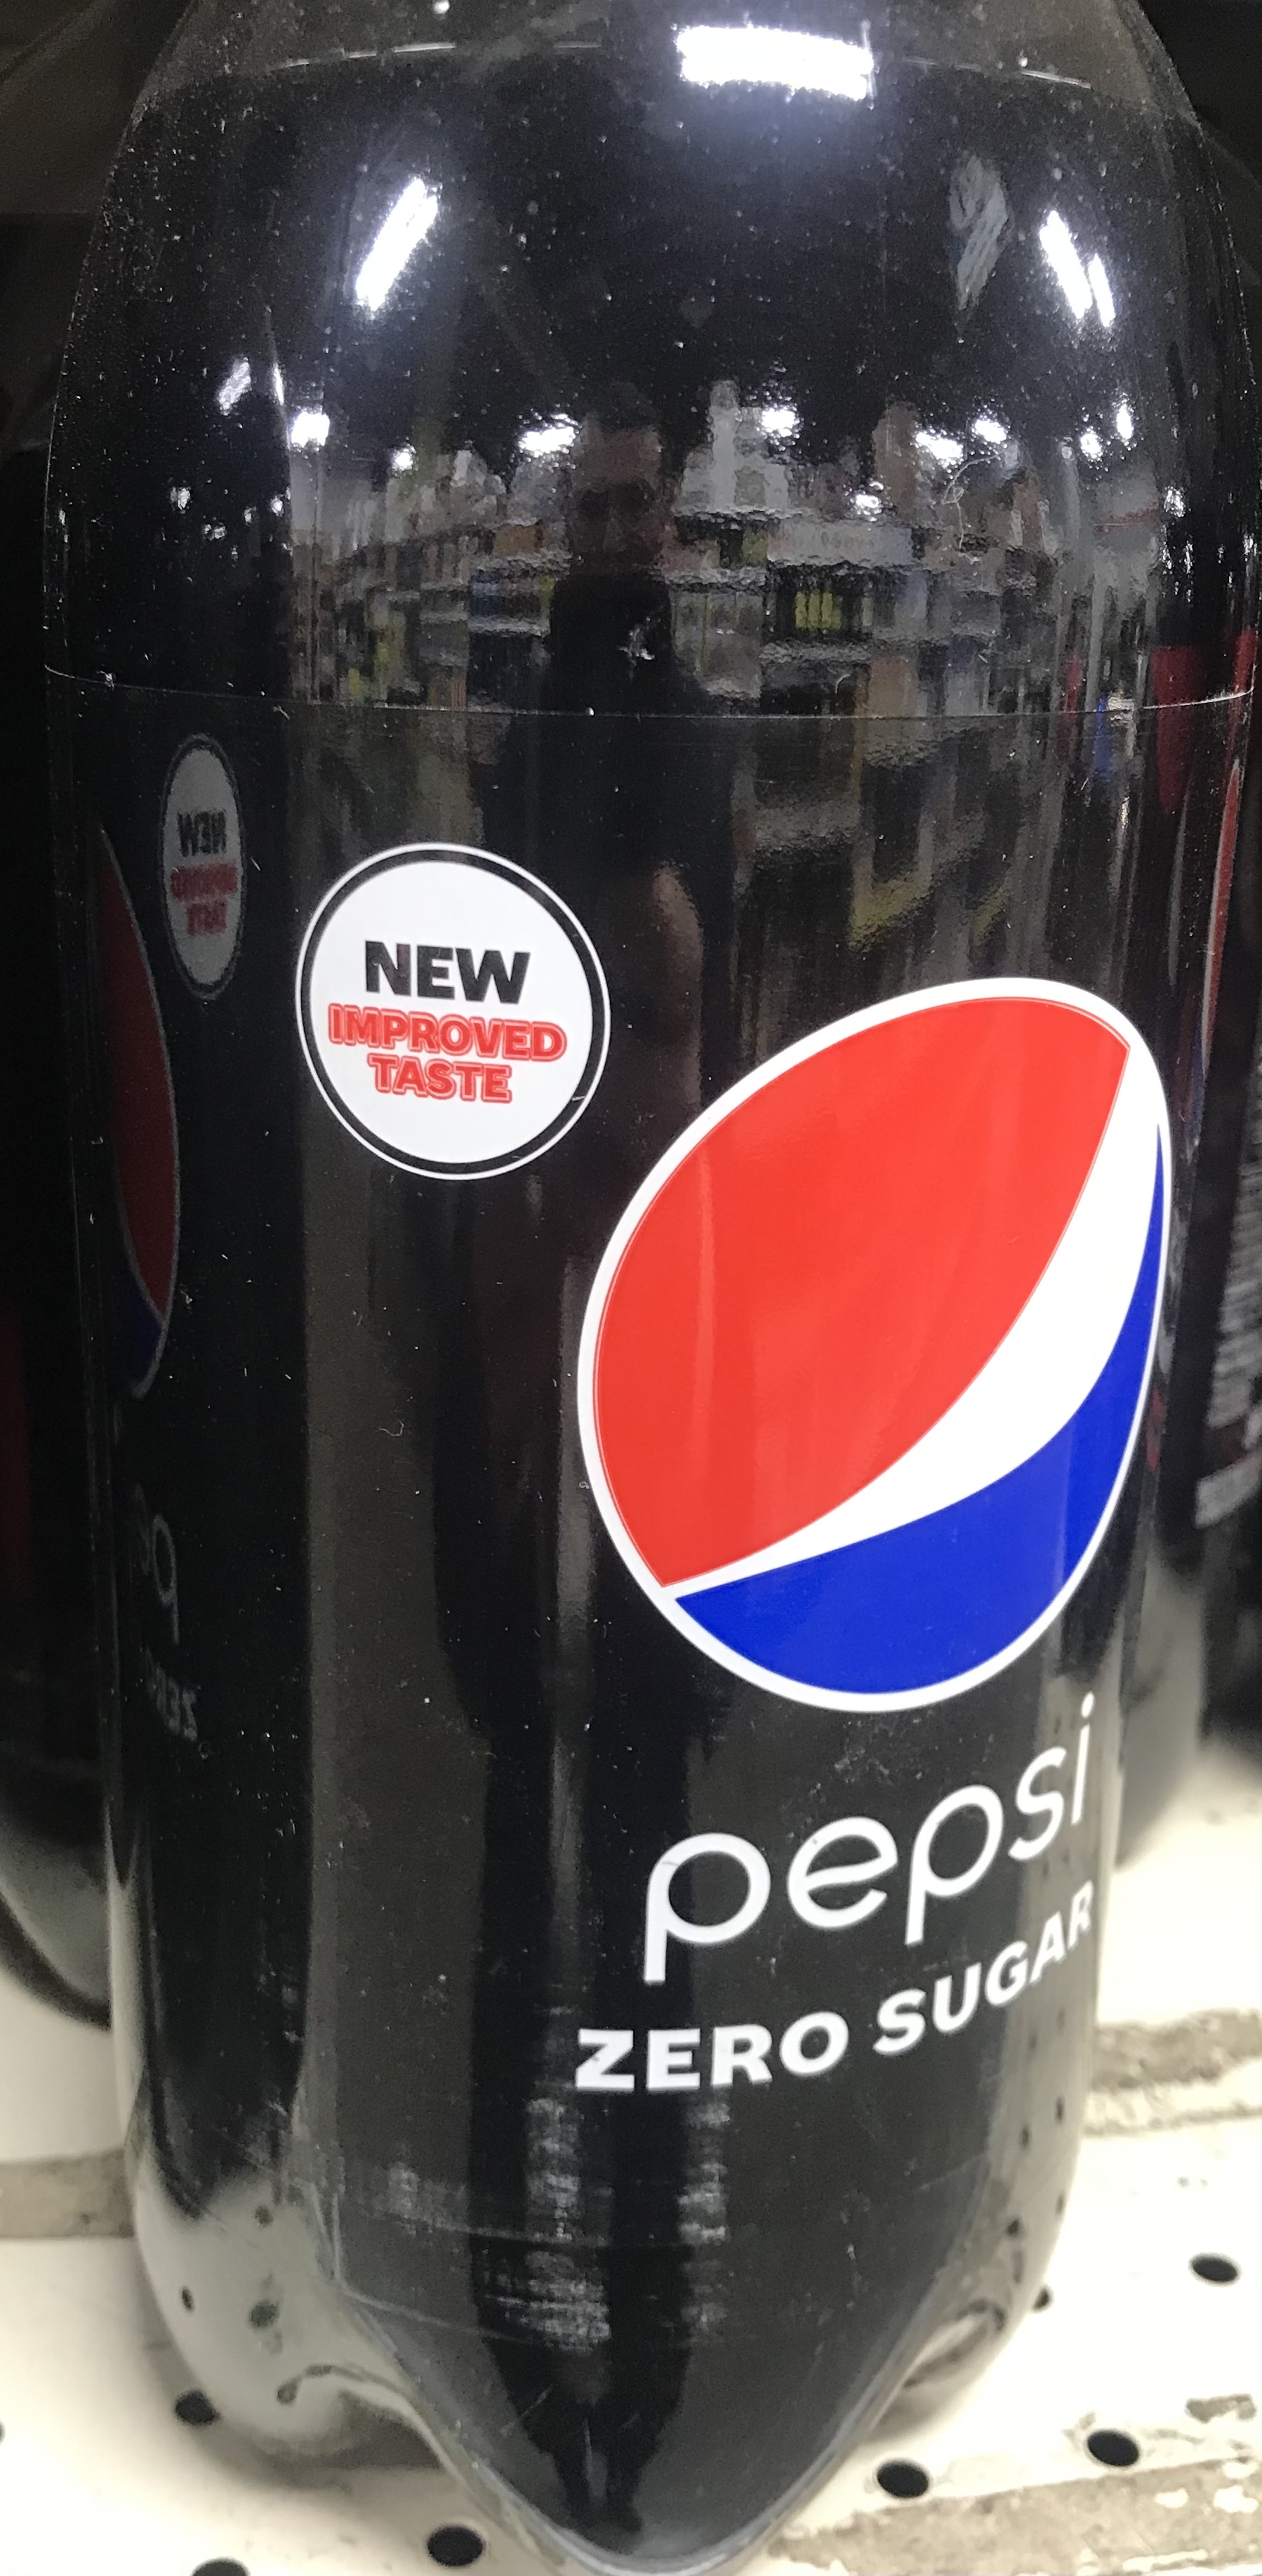 NEW
IMPROVED
TASTE
pepsi
ZERO SUGAR